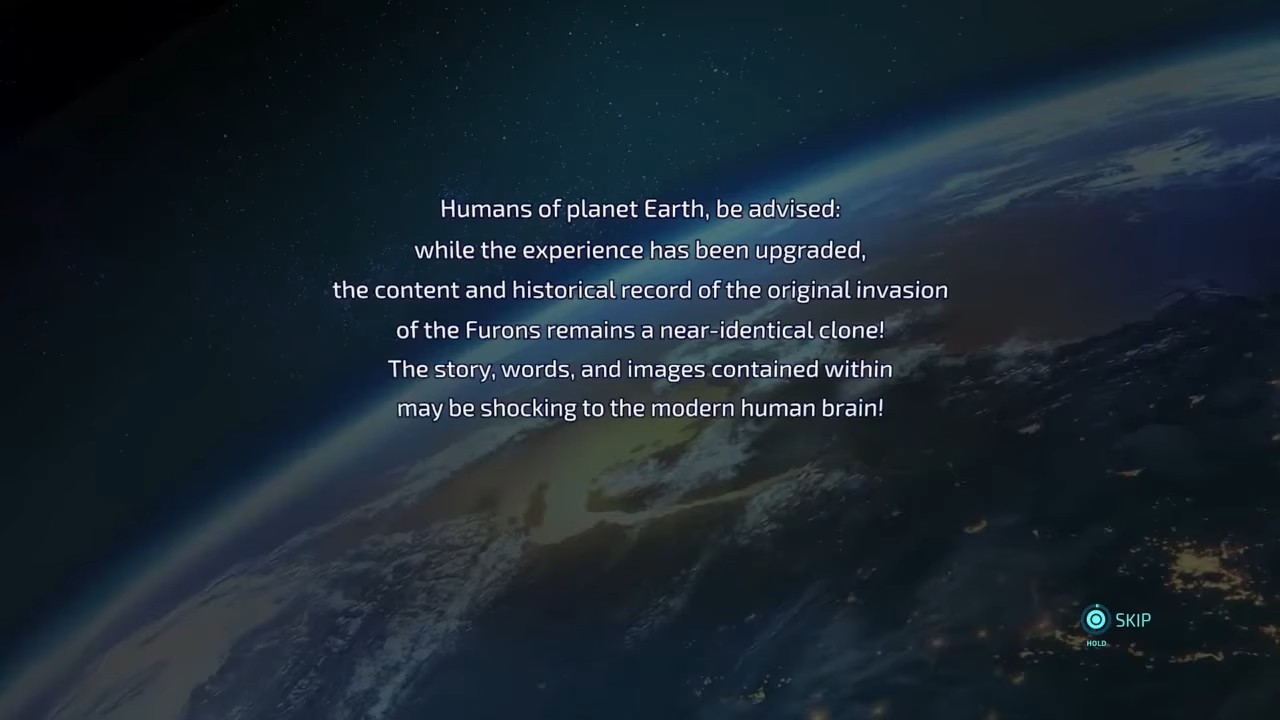 Humans of planet Earth, be advised:
while the experience has been upgraded,
the content and historical record of the original invasion
of the Furons remains a near-identical clone!
The story, words, and images contained within
may be shocking to the modern human brain!
SKIP
HOLD